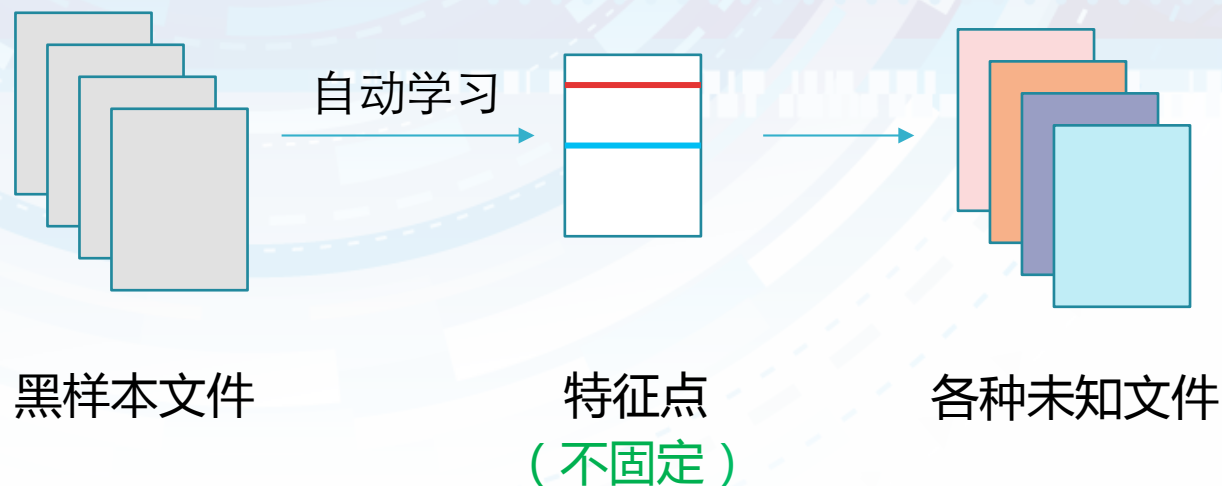 自动学习
黑样本文件
特征点
（不固定）
各种未知文件